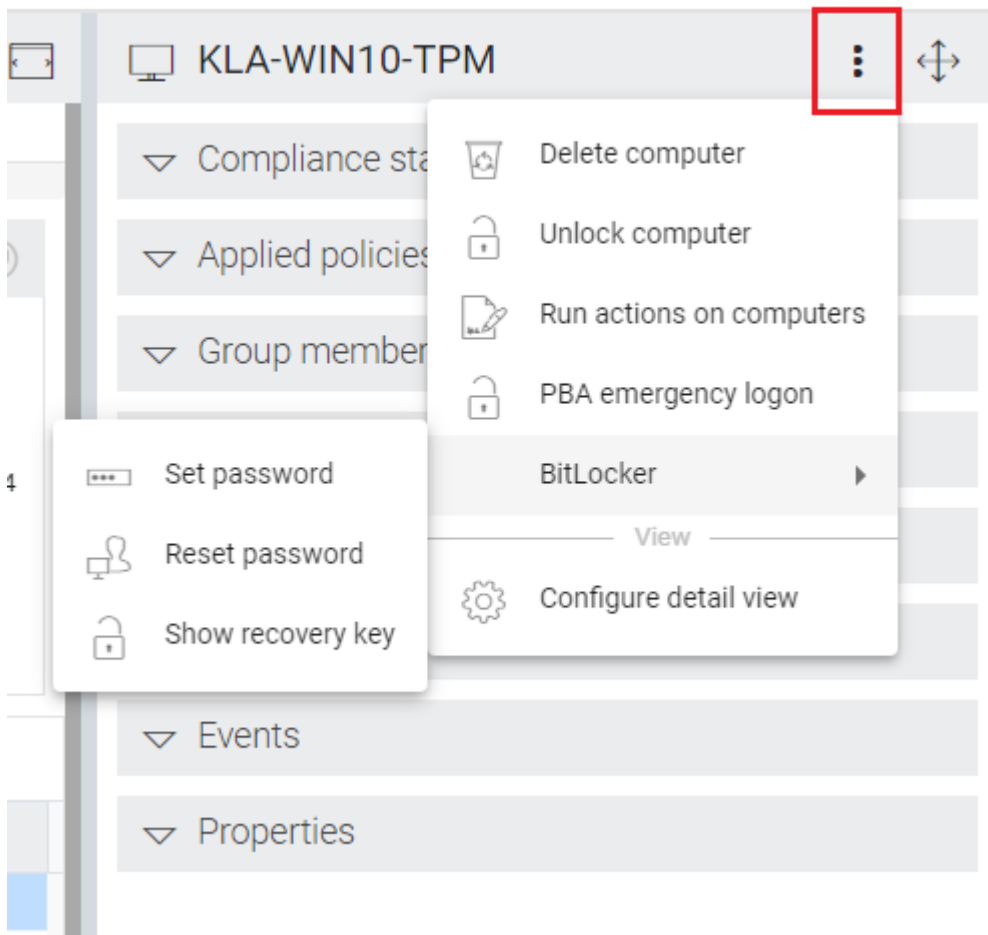 KLA-WIN10-TPM
Compliance sta
Delete computer
Unlock computer
Applied policies
Run actions on computers
Group member
PBA emergency logon
BitLocker
Set password
4
View
Reset password
Configure detail view
Show recovery key
Events
Properties